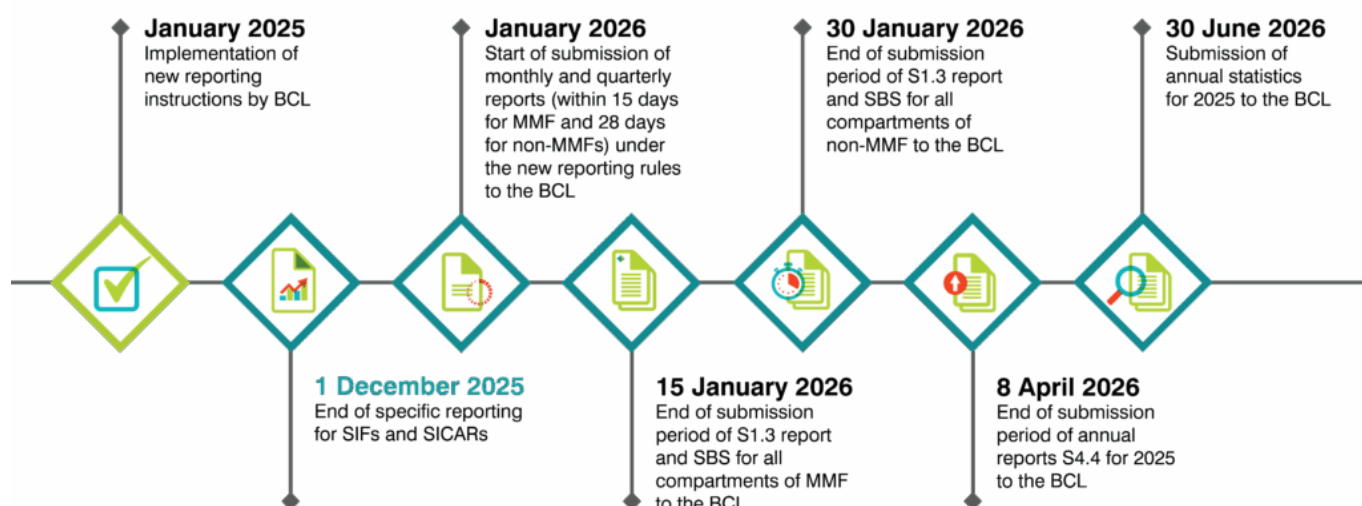 January 2025
Implementation of
new reporting
instructions by BCL
January 2026
Start of submission of
monthly and quarterly
reports (within 15 days
for MMF and 28 days
for non-MMFs) under
the new reporting rules
to the BCL
30 January 2026
End of submission
period of S1.3 report
and SBS for all
compartments of
non-MMF to the BCL
30 June 2026
Submission of
annual statistics
for 2025 to the BCL
1 December 2025
End of specific reporting
for SIFs and SICARs
15 January 2026
End of submission
period of S1.3 report
and SBS for all
compartments of MMF
to the BCL
8 April 2026
End of submission
period of annual
reports S4.4 for 2025
to the BCL